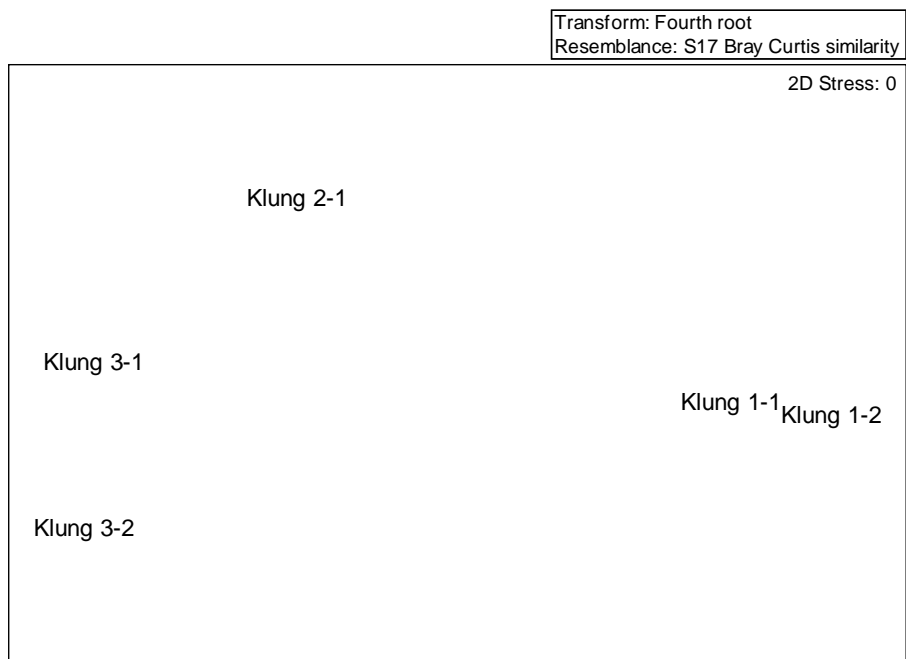 Transform: Fourth root
Resemblance: S17 Bray Curtis similarity
2D Stress: 0
Klung 2-1
Klung 3-1
Klung 1-1
Klung 1-2
Klung 3-2